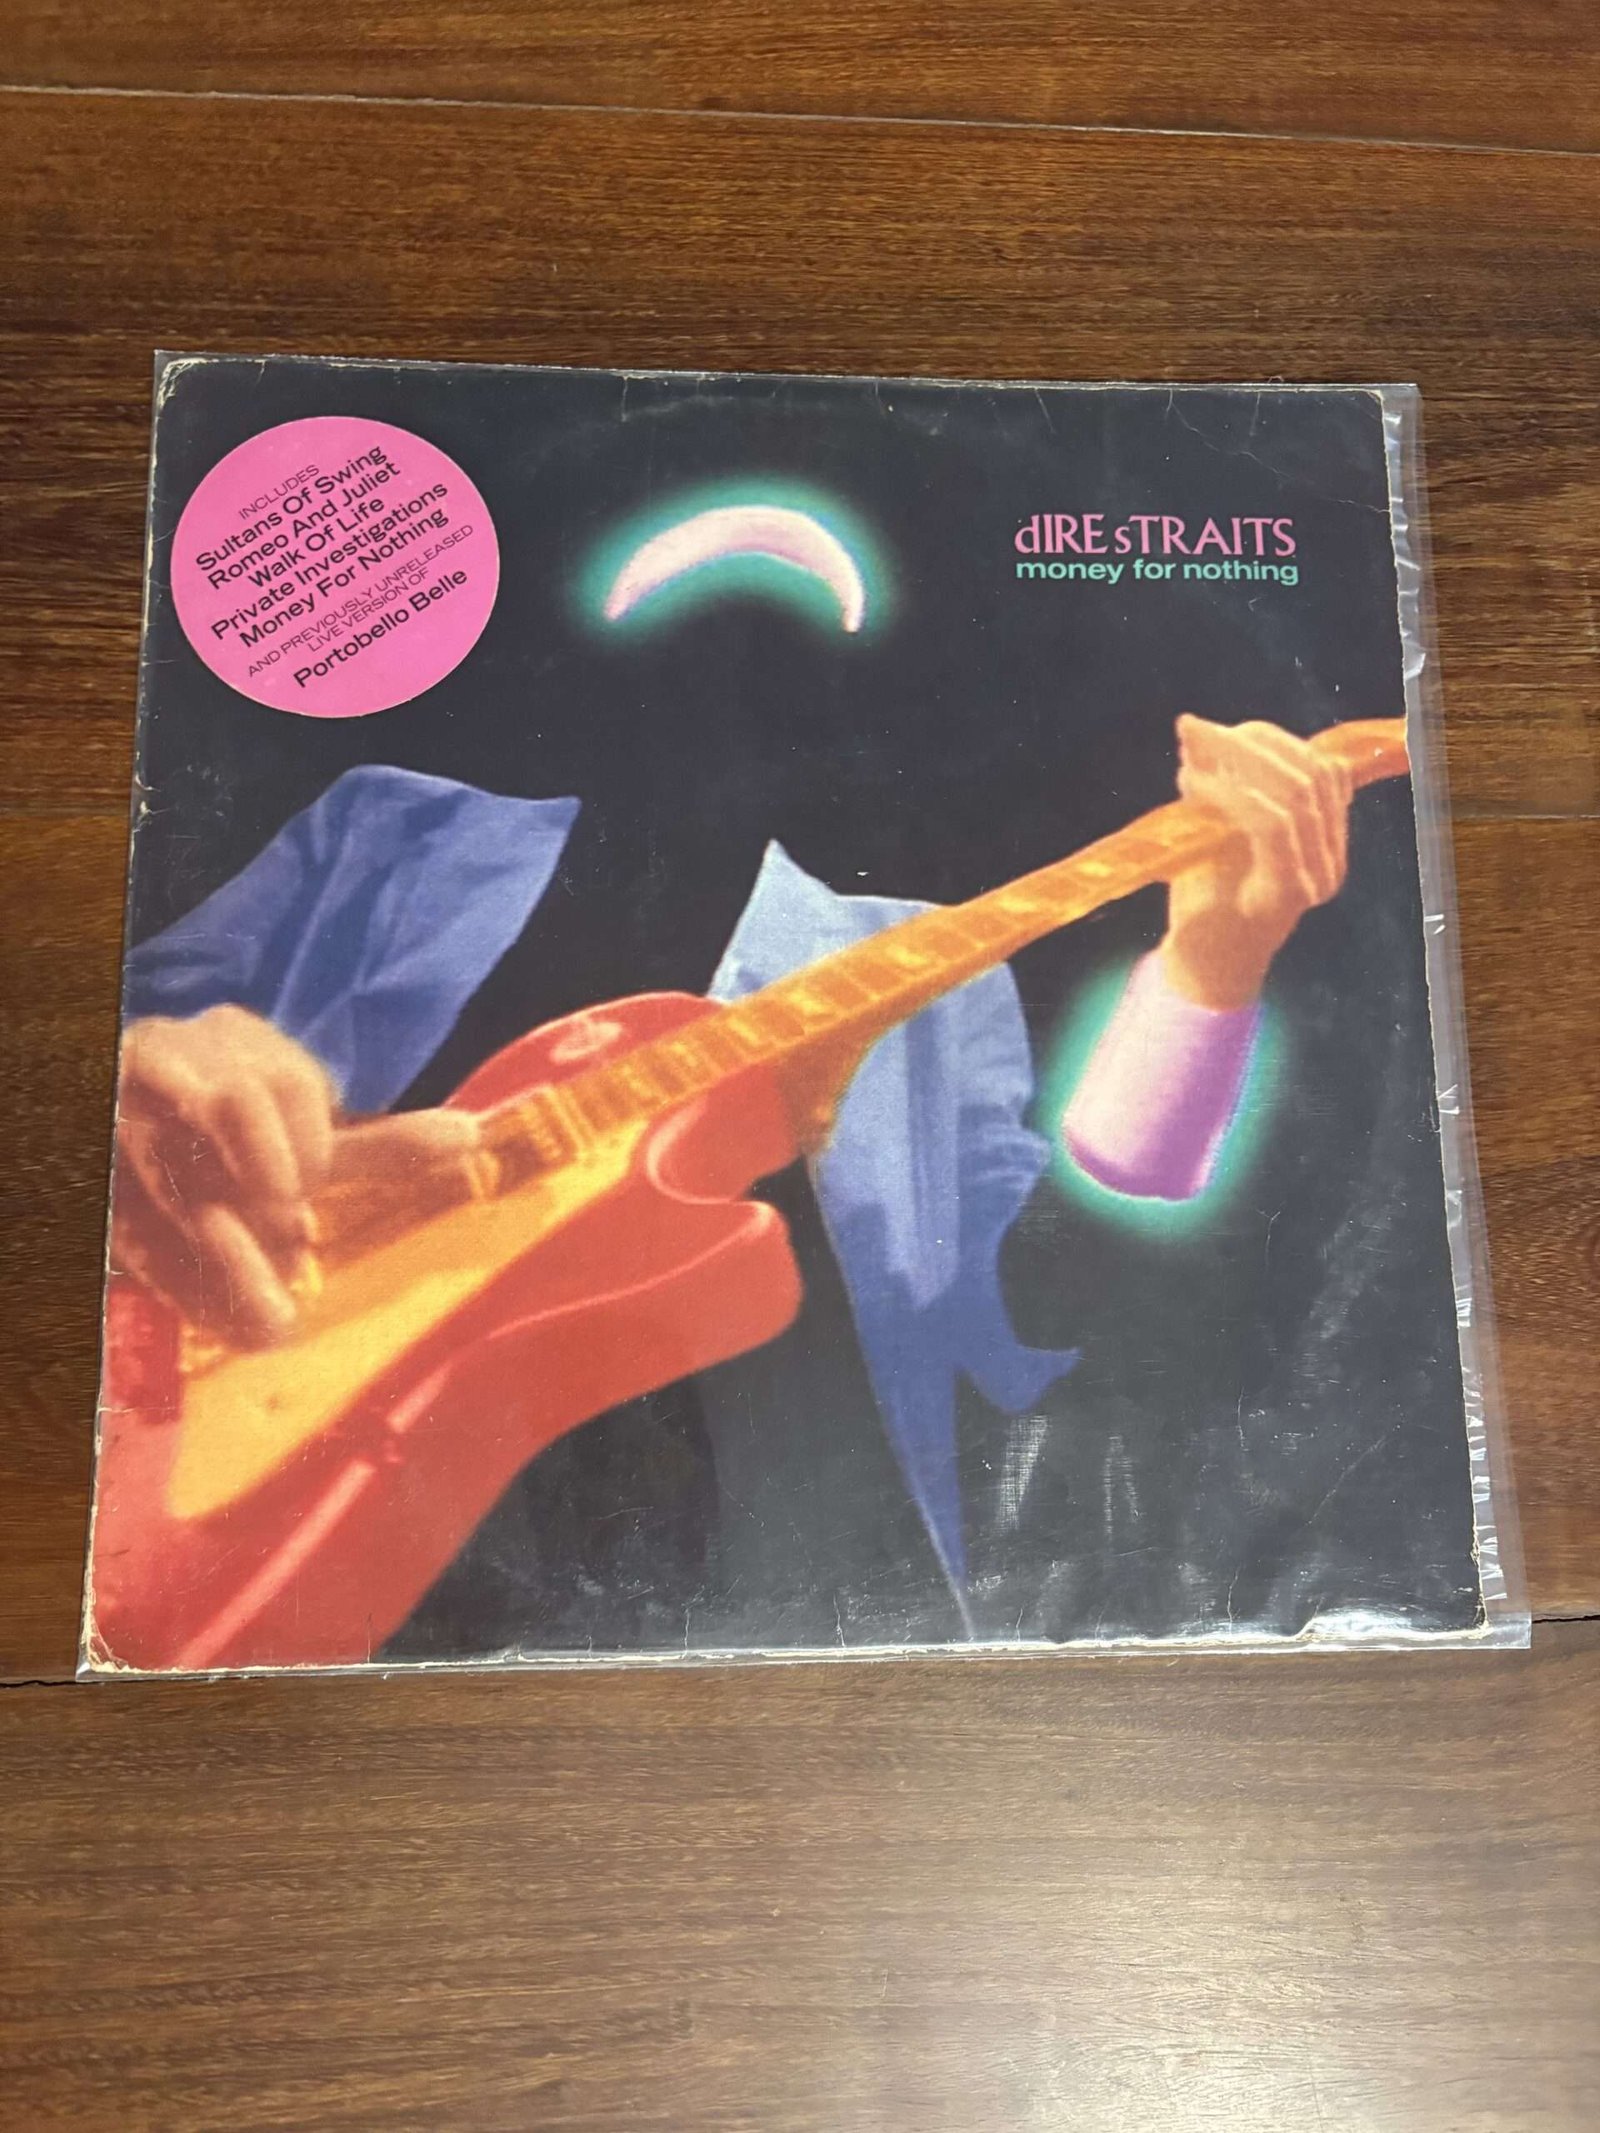 INCLUDES
Sultans Of Swing
Romeo And Juliet
Walk Of Life
Private Investigations
Money For Nothing
AND PREVIOUSLY UNRELEASED
LIVE VERSION OF
Portobello Belle
dIRE sTRAITS
money for nothing